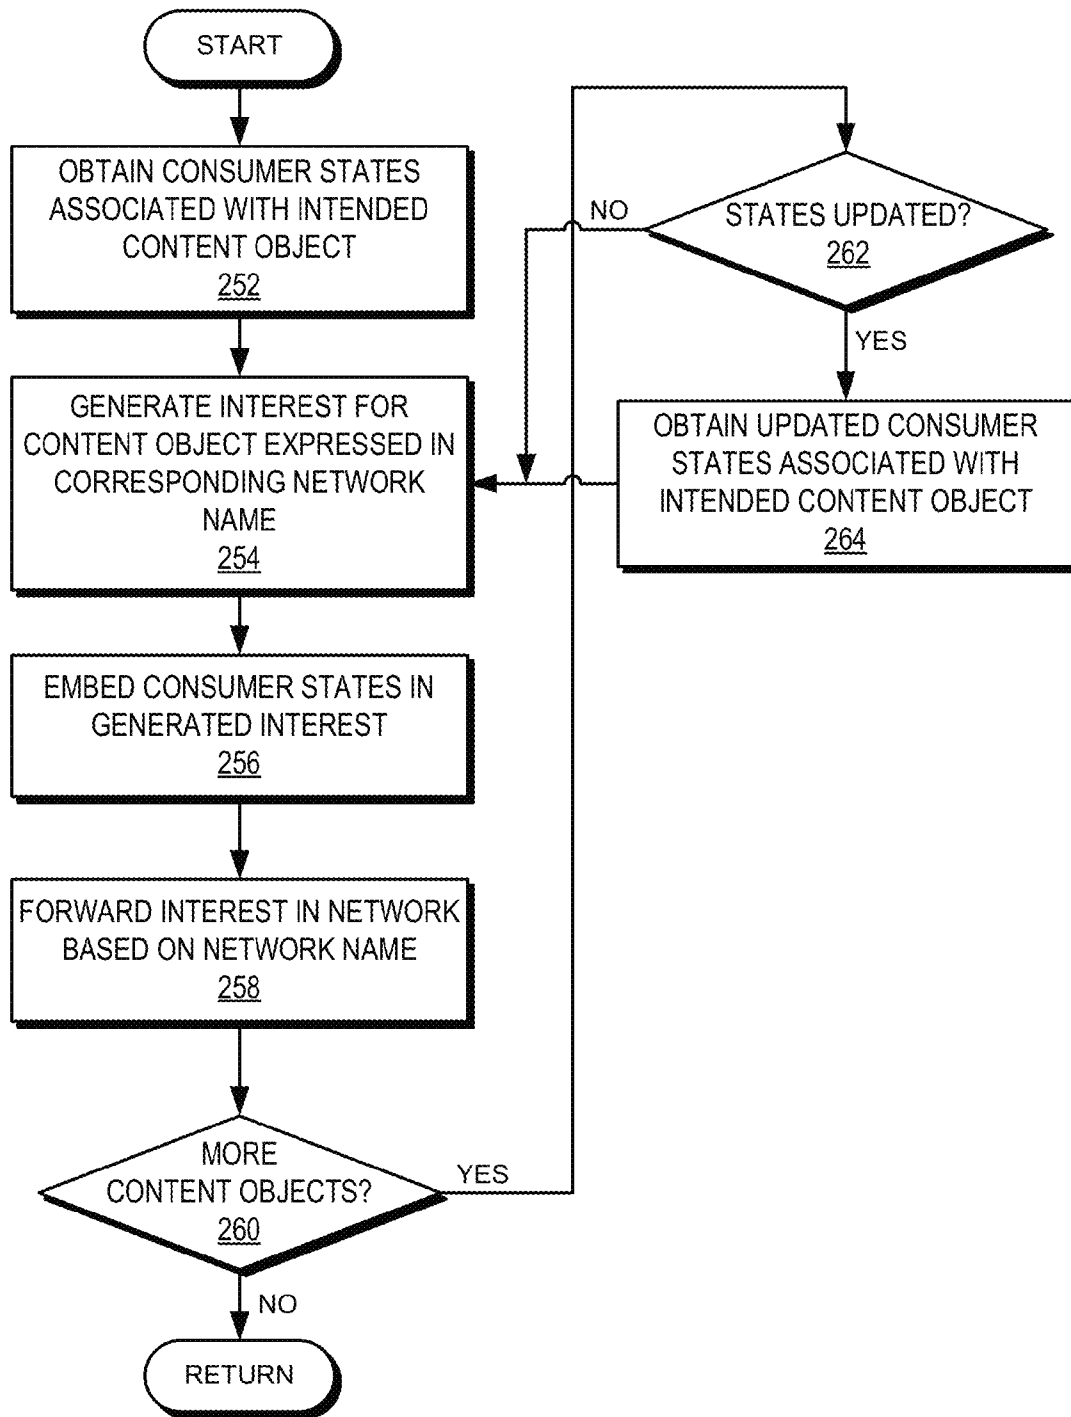 START
OBTAIN CONSUMER STATES
ASSOCIATED WITH INTENDED
CONTENT OBJECT
252
GENERATE INTEREST FOR
CONTENT OBJECT EXPRESSED IN
CORRESPONDING NETWORK
NAME
254
EMBED CONSUMER STATES IN
GENERATED INTEREST
256
FORWARD INTEREST IN NETWORK
BASED ON NETWORK NAME
258
MORE
CONTENT OBJECTS?
260
YES
NO
RETURN
STATES UPDATED?
262
NO
YES
OBTAIN UPDATED CONSUMER
STATES ASSOCIATED WITH
INTENDED CONTENT OBJECT
264